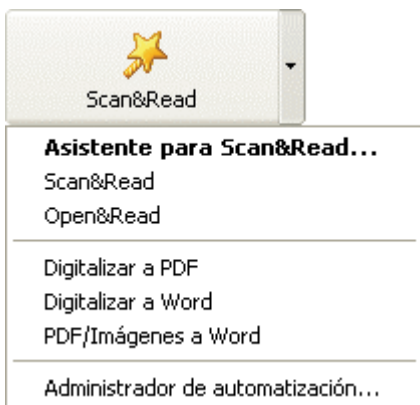 Scan&Read
Asistente para Scan&Read...
Scan&Read
Open&Read
Digitalizar a PDF
Digitalizar a Word
PDF/Imágenes a Word
Administrador de automatización...